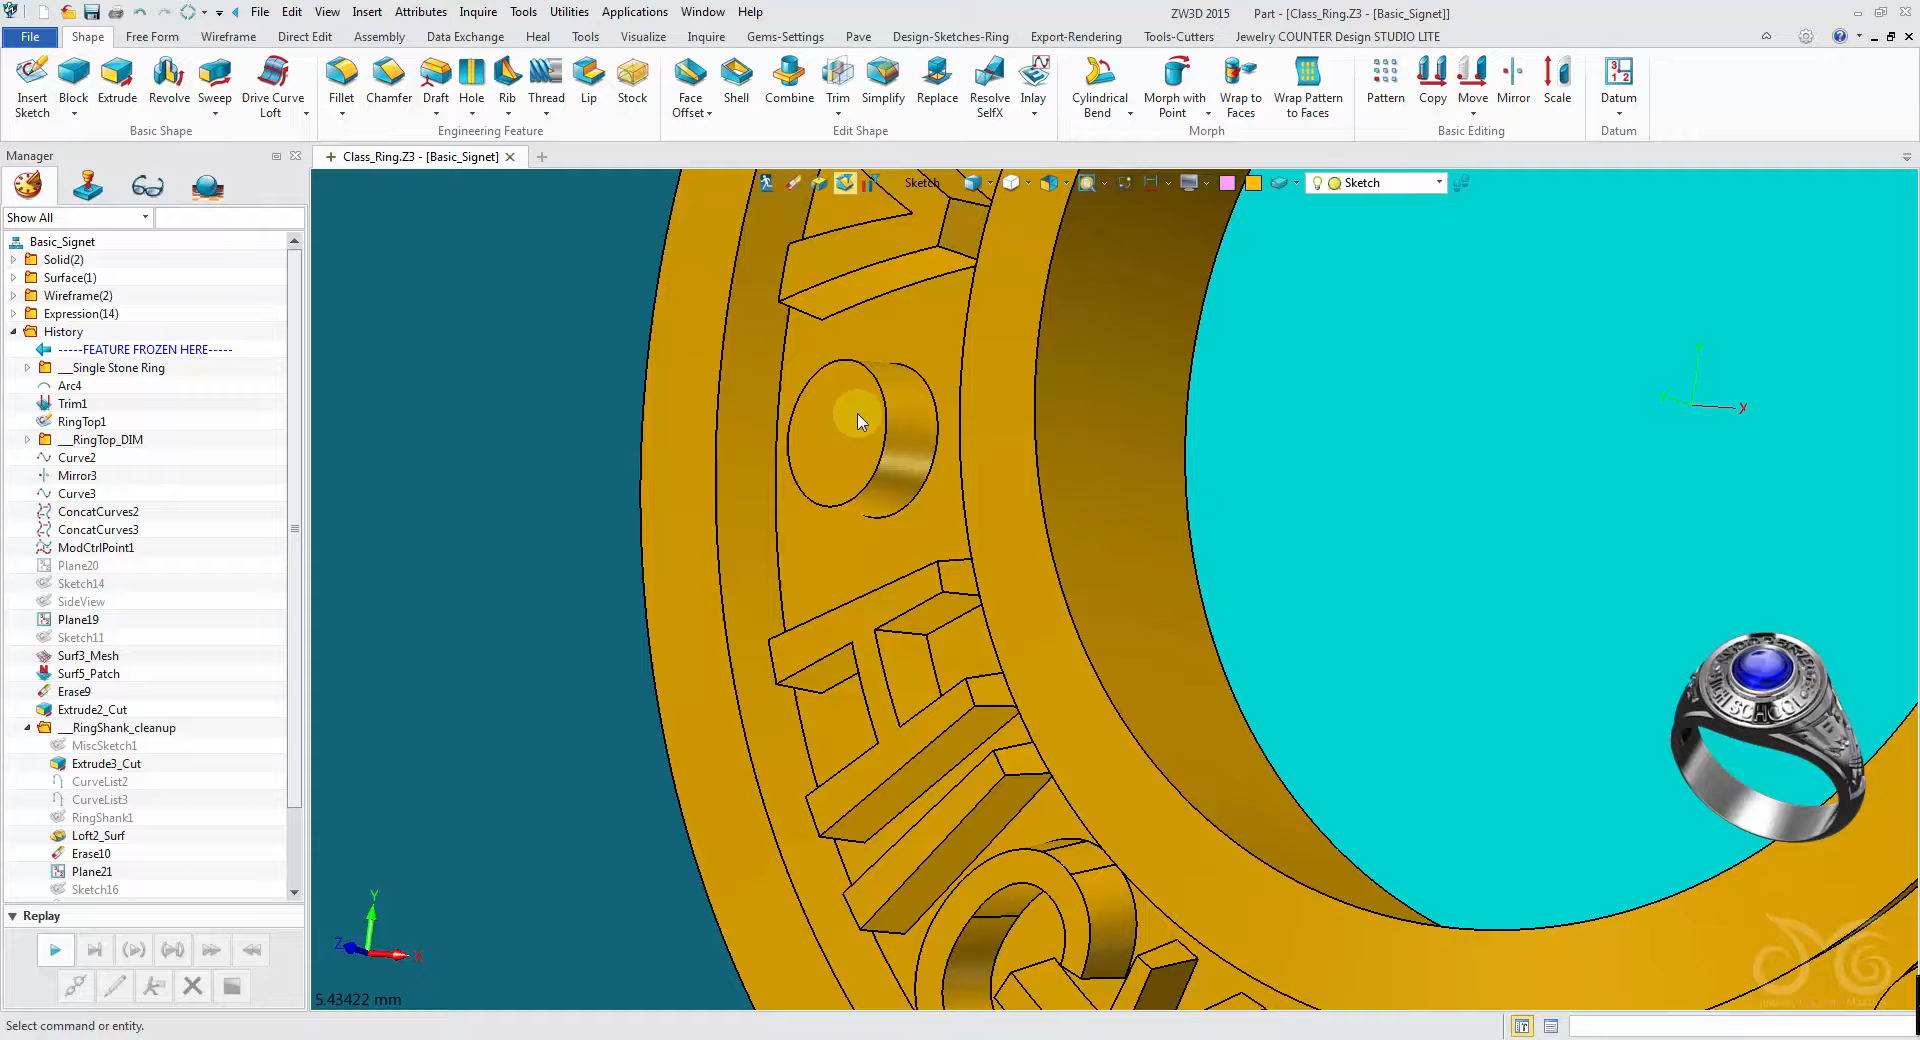 File Edit View Insert Attributes Inquire Tools Utilities Applications Window Help
ZW3D 2015 Part - [Class_Ring.Z3 - [Basic_Signet]]
File Shape Free Form Wireframe Direct Edit Assembly Data Exchange Heal Tools Visualize Inquire Gems-Settings Pave Design-Sketches-Ring Export-Rendering Tools-Cutters Jewelry COUNTER Design STUDIO LITE
Insert Sketch Block Extrude Revolve Sweep Drive Curve Loft
Fillet Chamfer Draft Hole Rib Thread Lip Stock
Face Offset Shell Combine Trim Simplify Replace Resolve SelfX Inlay
Cylindrical Bend Morph with Point Wrap to Faces Wrap Pattern to Faces
Pattern Copy Move Mirror Scale Datum
Basic Shape Engineering Feature Edit Shape Morph Basic Editing Datum
Manager
Class_Ring.Z3 - [Basic_Signet]
Sketch
Sketch
Show All
Basic_Signet
Solid(2)
Surface(1)
Wireframe(2)
Expression(14)
History
-----FEATURE FROZEN HERE-----
__Single Stone Ring
Arc4
Trim1
RingTop1
__RingTop_DIM
Curve2
Mirror3
Curve3
ConcatCurves2
ConcatCurves3
ModCtrlPoint1
Plane20
Sketch14
SideView
Plane19
Sketch11
Surf3_Mesh
Surf5_Patch
Erase9
Extrude2_Cut
__RingShank_cleanup
MiscSketch1
Extrude3_Cut
CurveList2
CurveList3
RingShank1
Loft2_Surf
Erase10
Plane21
Sketch16
Replay
Y
Y
X
Y
Z
X
5.43422 mm
HIGH SCHOOL
Select command or entity.